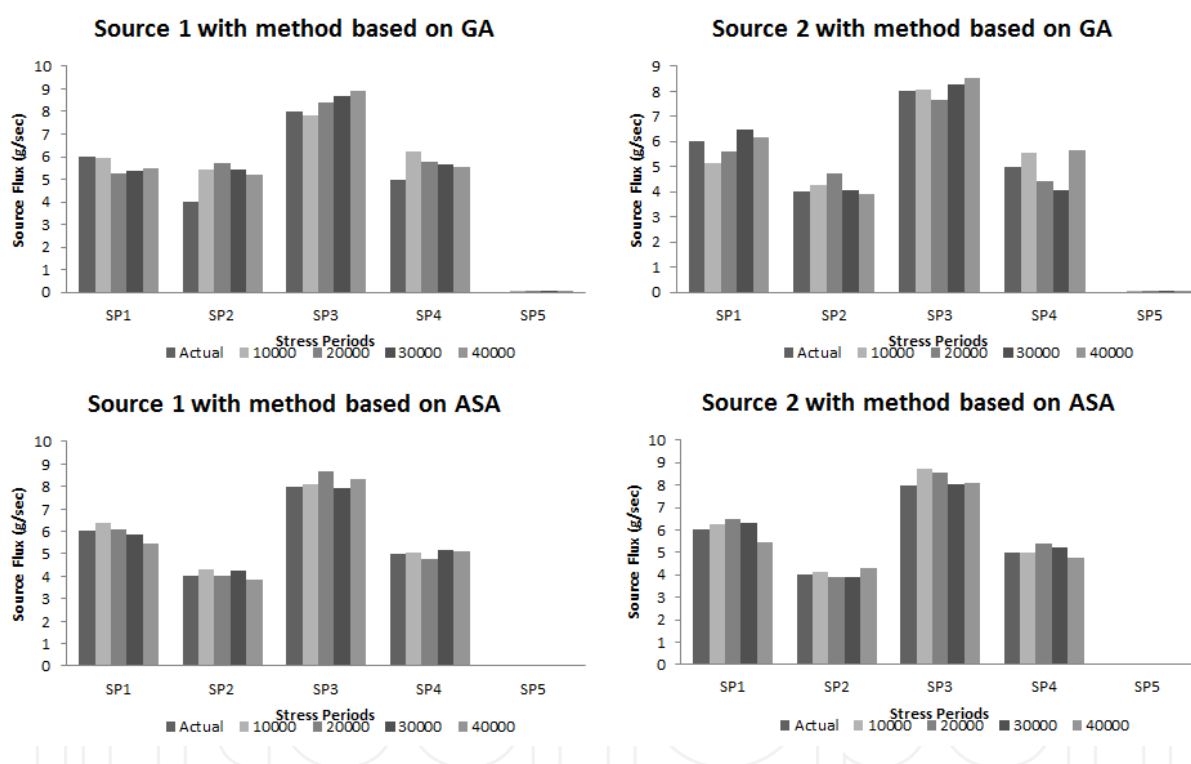 Source 1 with method based on GA
Source Flux (g/sec)
10
9
8
7
6
5
4
3
2
1
0
SP1 SP2 SP3 SP4 SP5
Stress Periods
Actual 10000 20000 30000 40000
Source 2 with method based on GA
Source Flux (g/sec)
9
8
7
6
5
4
3
2
1
0
SP1 SP2 SP3 SP4 SP5
Stress Periods
Actual 10000 20000 30000 40000
Source 1 with method based on ASA
Source Flux (g/sec)
10
9
8
7
6
5
4
3
2
1
0
SP1 SP2 SP3 SP4 SP5
Stress Periods
Actual 10000 20000 30000 40000
Source 2 with method based on ASA
Source Flux (g/sec)
10
9
8
7
6
5
4
3
2
1
0
SP1 SP2 SP3 SP4 SP5
Stress Periods
Actual 10000 20000 30000 40000